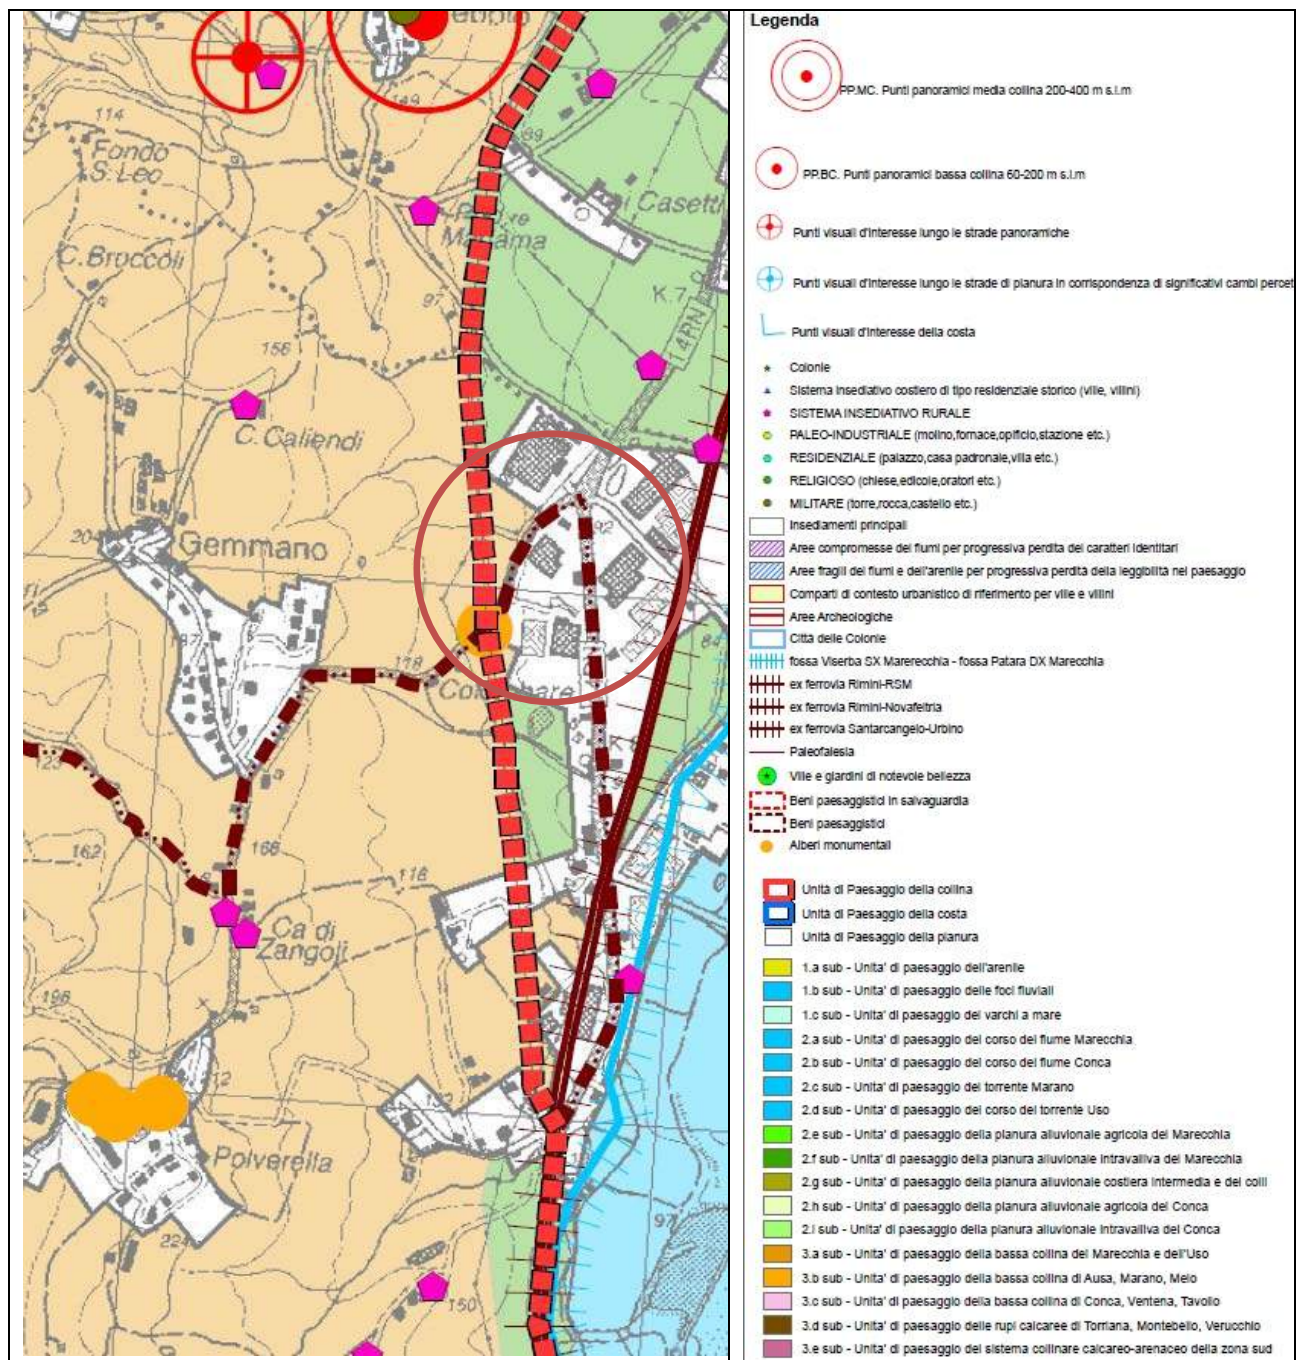 114
Fondo
S. Leo
89
ai Casetti
Madama
C. Broccoli
97
K. 7
156
14RN
C. Caliendi
92
204
Gemmano
87
84
118
123
162
166
118
Ca di
Zangoli
196
Polverella
97
224
150
Legenda
PP.MC. Punti panoramici media collina 200-400 m s.l.m
PP.BC. Punti panoramici bassa collina 60-200 m s.l.m
Punti visuali d'interesse lungo le strade panoramiche
Punti visuali d'interesse lungo le strade di pianura in corrispondenza di significativi cambi percet
Punti visuali d'interesse della costa
Colonie
Sistema insediativo costiero di tipo residenziale storico (ville, villini)
SISTEMA INSEDIATIVO RURALE
PALEO-INDUSTRIALE (molino,fornace,opificio,stazione etc.)
RESIDENZIALE (palazzo,casa padronale,villa etc.)
RELIGIOSO (chiese,edicole,oratori etc.)
MILITARE (torre,rocca,castello etc.)
Insediamenti principali
Aree compromesse dei fiumi per progressiva perdita dei caratteri identitari
Aree fragili dei fiumi e dell'arenile per progressiva perdita della leggibilità nel paesaggio
Comparti di contesto urbanistico di riferimento per ville e villini
Aree Archeologiche
Città delle Colonie
fossa Viserba SX Marerecchia - fossa Patara DX Marecchia
ex ferrovia Rimini-RSM
ex ferrovia Rimini-Novafeltria
ex ferrovia Santarcangelo-Urbino
Paleofalesia
Ville e giardini di notevole bellezza
Beni paesaggistici in salvaguardia
Beni paesaggistici
Alberi monumentali
Unità di Paesaggio della collina
Unità di Paesaggio della costa
Unità di Paesaggio della pianura
1.a sub - Unita' di paesaggio dell'arenile
1.b sub - Unita' di paesaggio delle foci fluviali
1.c sub - Unita' di paesaggio dei varchi a mare
2.a sub - Unita' di paesaggio del corso del fiume Marecchia
2.b sub - Unita' di paesaggio del corso del fiume Conca
2.c sub - Unita' di paesaggio del torrente Marano
2.d sub - Unita' di paesaggio del corso del torrente Uso
2.e sub - Unita' di paesaggio della pianura alluvionale agricola del Marecchia
2.f sub - Unita' di paesaggio della pianura alluvionale intravalliva del Marecchia
2.g sub - Unita' di paesaggio della pianura alluvionale costiera intermedia e dei colli
2.h sub - Unita' di paesaggio della pianura alluvionale agricola del Conca
2.i sub - Unita' di paesaggio della pianura alluvionale intravalliva del Conca
3.a sub - Unita' di paesaggio della bassa collina del Marecchia e dell'Uso
3.b sub - Unita' di paesaggio della bassa collina di Ausa, Marano, Melo
3.c sub - Unita' di paesaggio della bassa collina di Conca, Ventena, Tavollo
3.d sub - Unita' di paesaggio delle rupi calcaree di Torriana, Montebello, Verucchio
3.e sub - Unita' di paesaggio del sistema collinare calcareo-arenaceo della zona sud